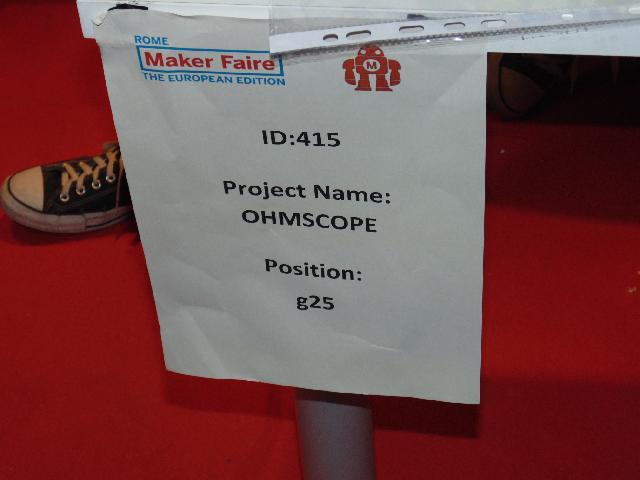 ROME
Maker Faire
THE EUROPEAN EDITION
M
ID:415
Project Name:
OHMSCOPE
Position:
g25